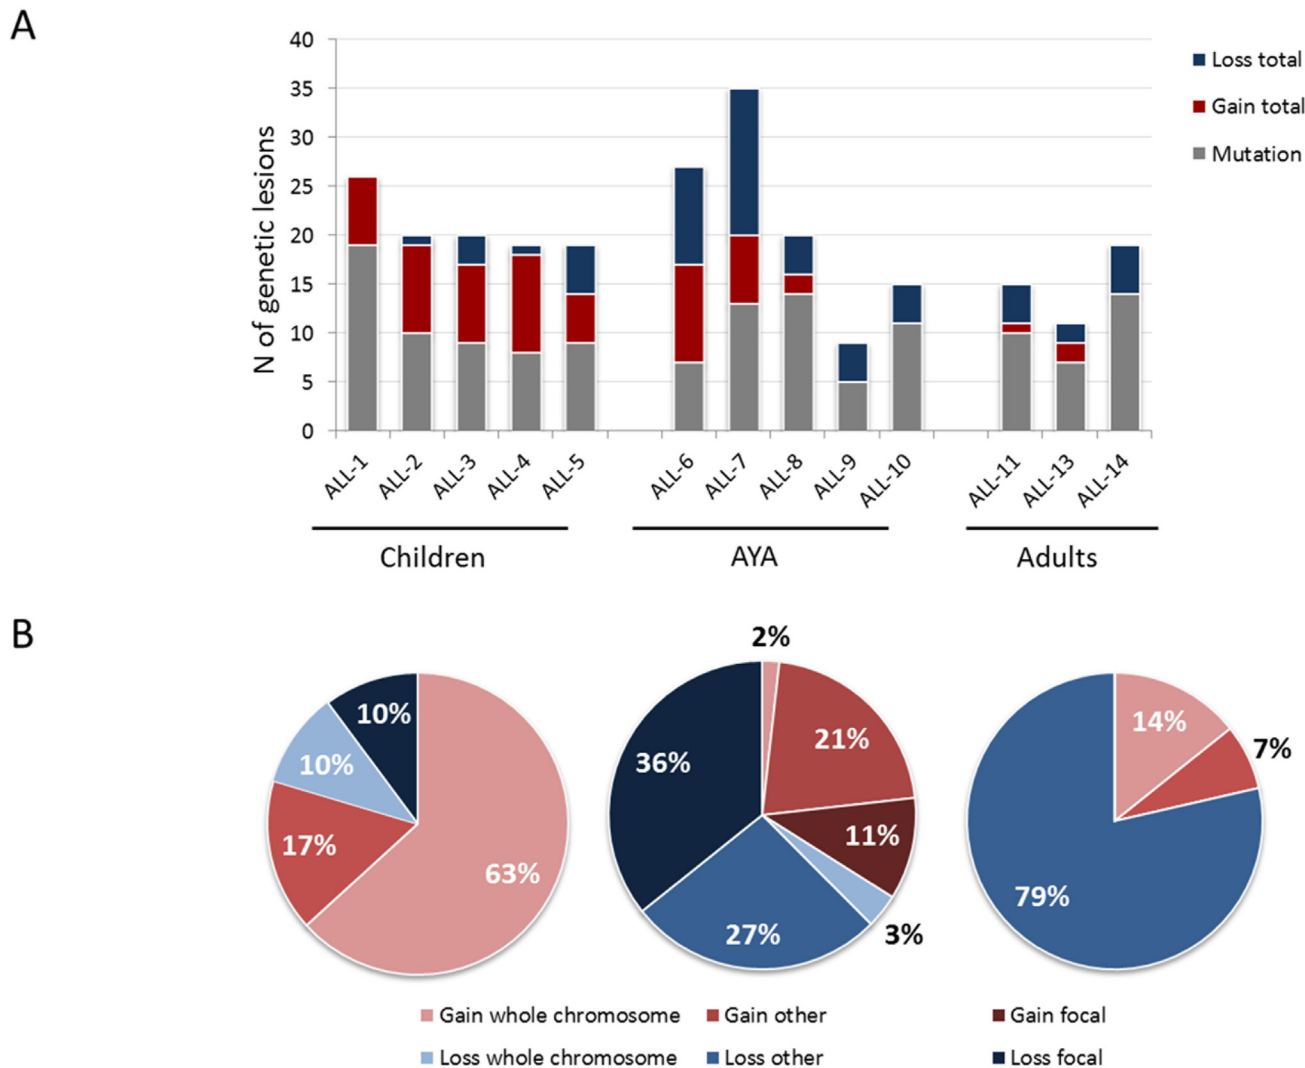 A
N of genetic lesions
40
35
30
25
20
15
10
5
0
Loss total
Gain total
Mutation
ALL-1
ALL-2
ALL-3
ALL-4
ALL-5
ALL-6
ALL-7
ALL-8
ALL-9
ALL-10
ALL-11
ALL-13
ALL-14
Children
AYA
Adults
B
10%
10%
17%
63%
2%
21%
11%
3%
27%
36%
14%
7%
79%
Gain whole chromosome
Gain other
Gain focal
Loss whole chromosome
Loss other
Loss focal